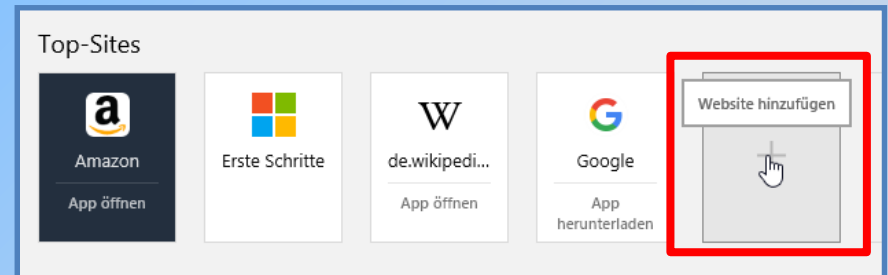 Top-Sites
Website hinzufügen
Amazon
Erste Schritte
de.wikipedi...
Google
App öffnen
App öffnen
App
herunterladen